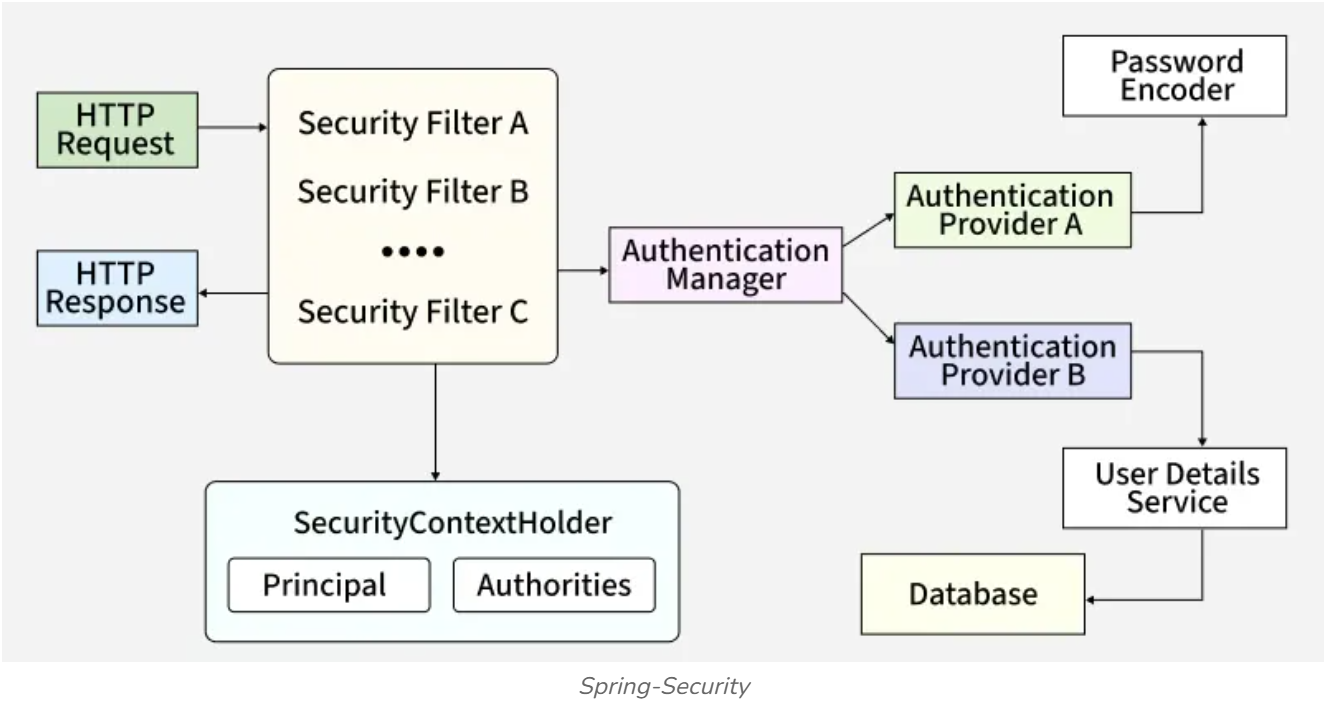 HTTP
Request
HTTP
Response
Security Filter A
Security Filter B
••••
Security Filter C
SecurityContextHolder
Principal
Authorities
Authentication
Manager
Authentication
Provider A
Authentication
Provider B
Password
Encoder
User Details
Service
Database
Spring-Security